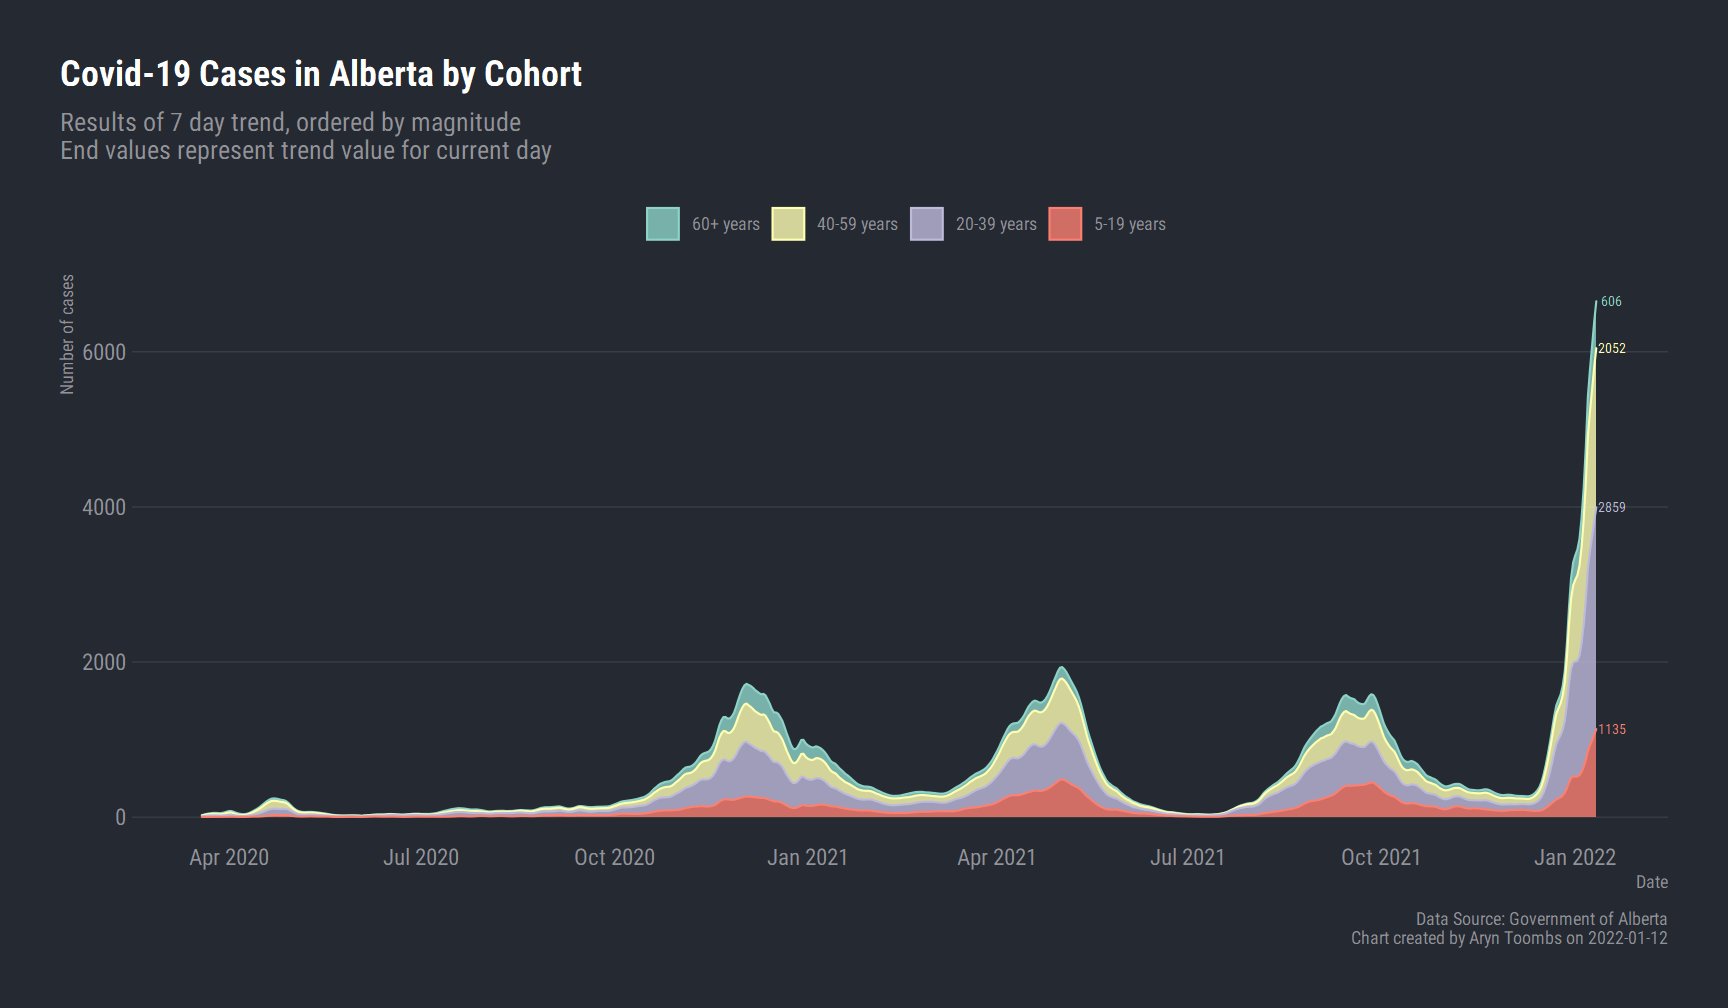 Covid-19 Cases in Alberta by Cohort
Results of 7 day trend, ordered by magnitude
End values represent trend value for current day
60+ years
40-59 years
20-39 years
5-19 years
Number of cases
6000
4000
2000
0
606
2052
2859
1135
Apr 2020
Jul 2020
Oct 2020
Jan 2021
Apr 2021
Jul 2021
Oct 2021
Jan 2022
Date
Data Source: Government of Alberta
Chart created by Aryn Toombs on 2022-01-12